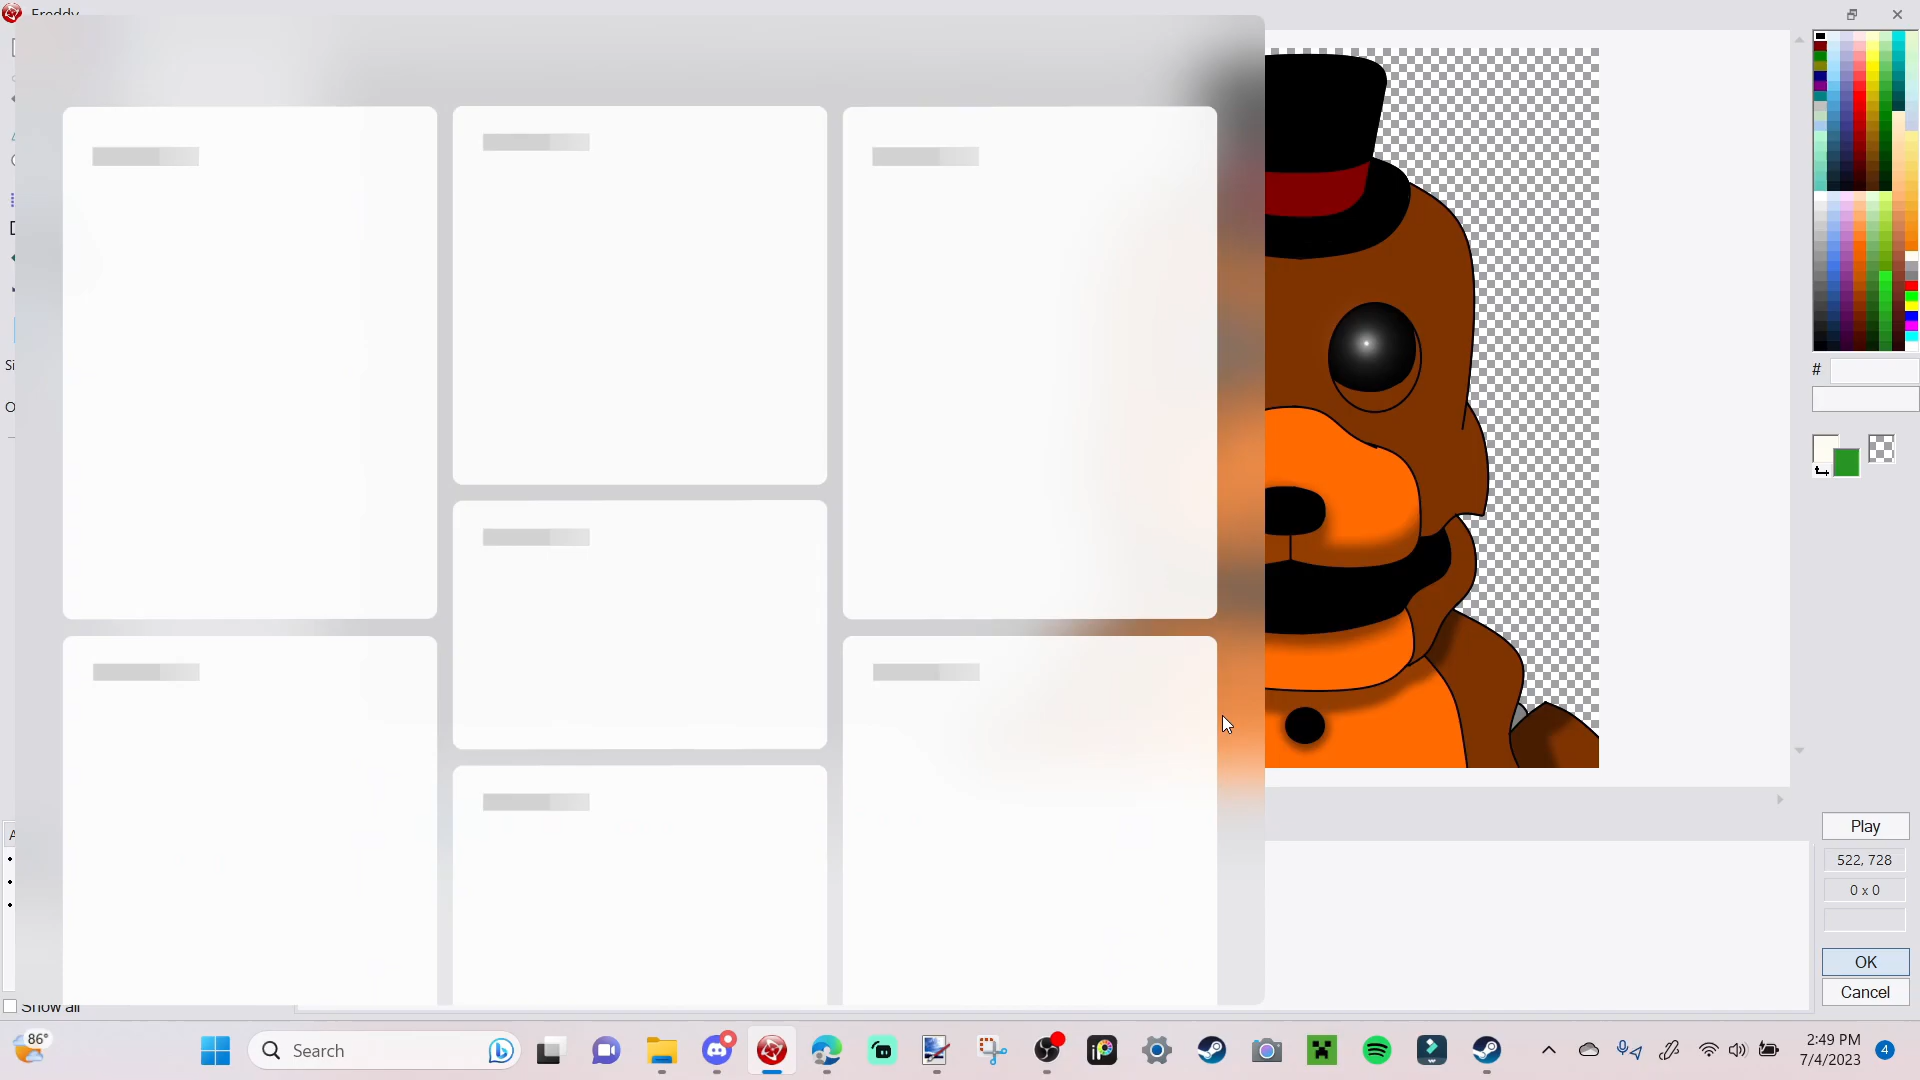 Freddy
#
Si
O
A
Play
522, 728
0 x 0
OK
Cancel
Show all
86°
Search
2:49 PM
7/4/2023
4